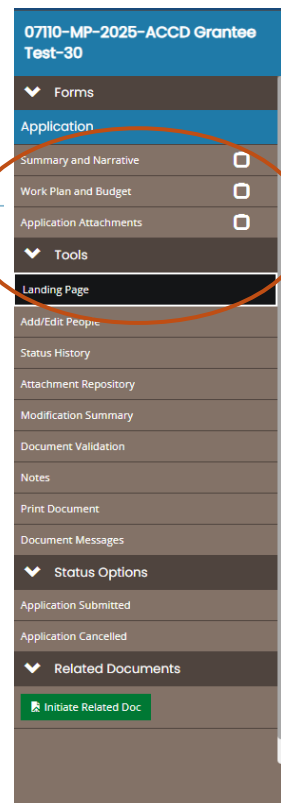 07110-MP-2025-ACCD Grantee
Test-30
Forms
Application
Summary and Narrative
Work Plan and Budget
Application Attachments
Tools
Landing Page
Add/Edit People
Status History
Attachment Repository
Modification Summary
Document Validation
Notes
Print Document
Document Messages
Status Options
Application Submitted
Application Cancelled
Related Documents
Initiate Related Doc